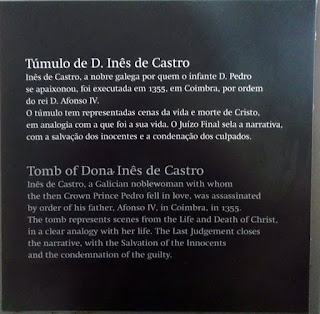 Túmulo de D. Inês de Castro
Inês de Castro, a nobre galega por quem o infante D. Pedro
se apaixonou, foi executada em 1355, em Coimbra, por ordem
do rei D. Afonso IV.
O túmulo tem representadas cenas da vida e morte de Cristo,
em analogia com a que foi a sua vida. O Juízo Final sela a narrativa,
com a salvação dos inocentes e a condenação dos culpados.
Tomb of Dona Inês de Castro
Inês de Castro, a Galician noblewoman with whom
the then Crown Prince Pedro fell in love, was assassinated
by order of his father, Afonso IV, in Coimbra, in 1355.
The tomb represents scenes from the Life and Death of Christ,
in a clear analogy with her life. The Last Judgement closes
the narrative, with the Salvation of the Innocents
and the condemnation of the guilty.